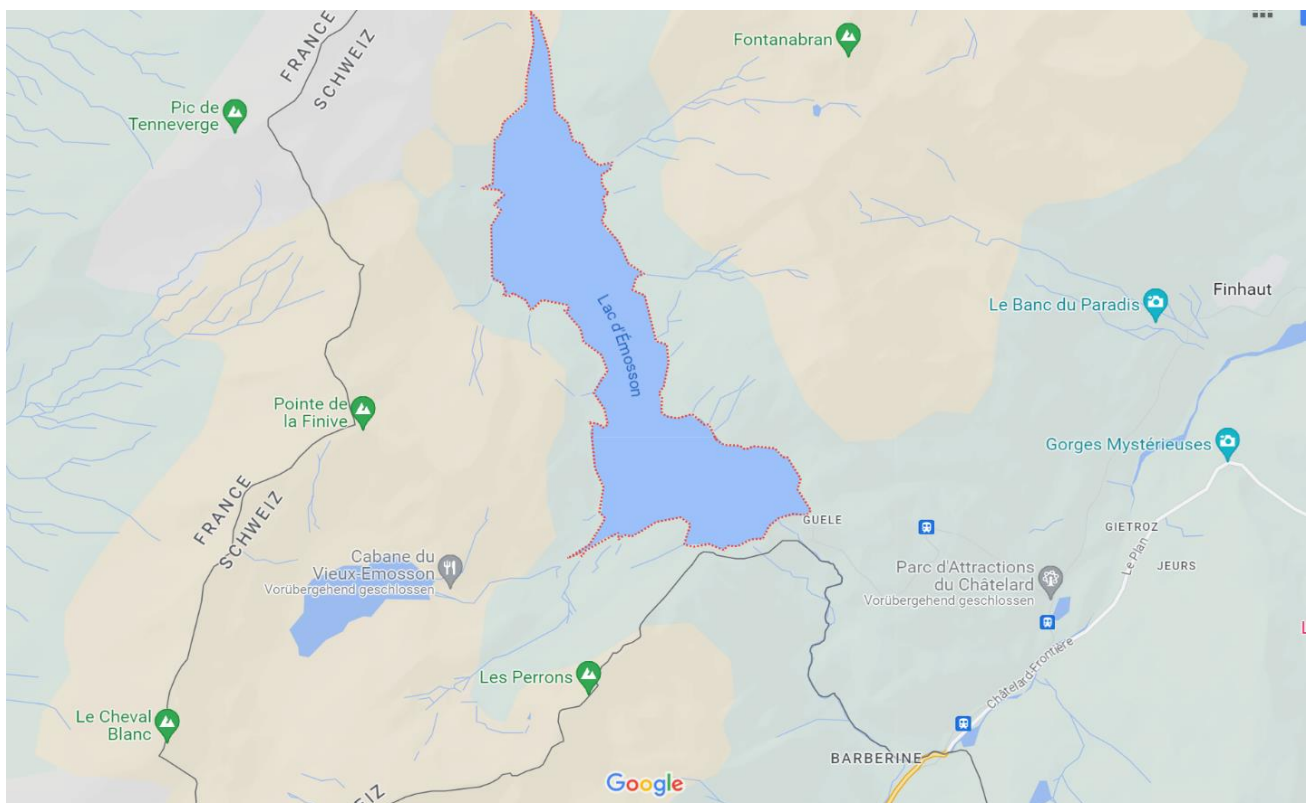 FRANCE
SCHWEIZ
Fontanabran
Pic de
Tenneverge
Lac d'Émosson
Finhaut
Le Banc du Paradis
Pointe de
la Finive
Gorges Mystérieuses
FRANCE
SCHWEIZ
GUELE
GIETROZ
Le Plan
JEURS
Cabane du
Vieux-Emosson
Vorübergehend geschlossen
Parc d'Attractions
du Châtelard
Vorübergehend geschlossen
Châtelard-Frontière
Les Perrons
Le Cheval
Blanc
BARBERINE
Google